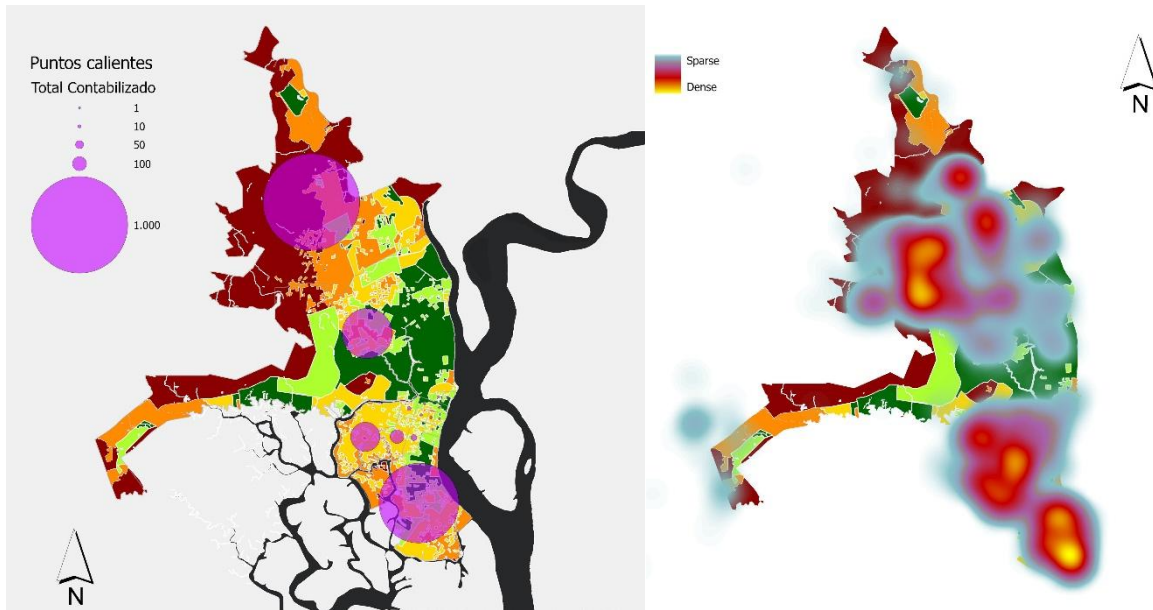 Puntos calientes
Total Contabilizado
1
10
50
100
1.000
N
Sparse
Dense
N